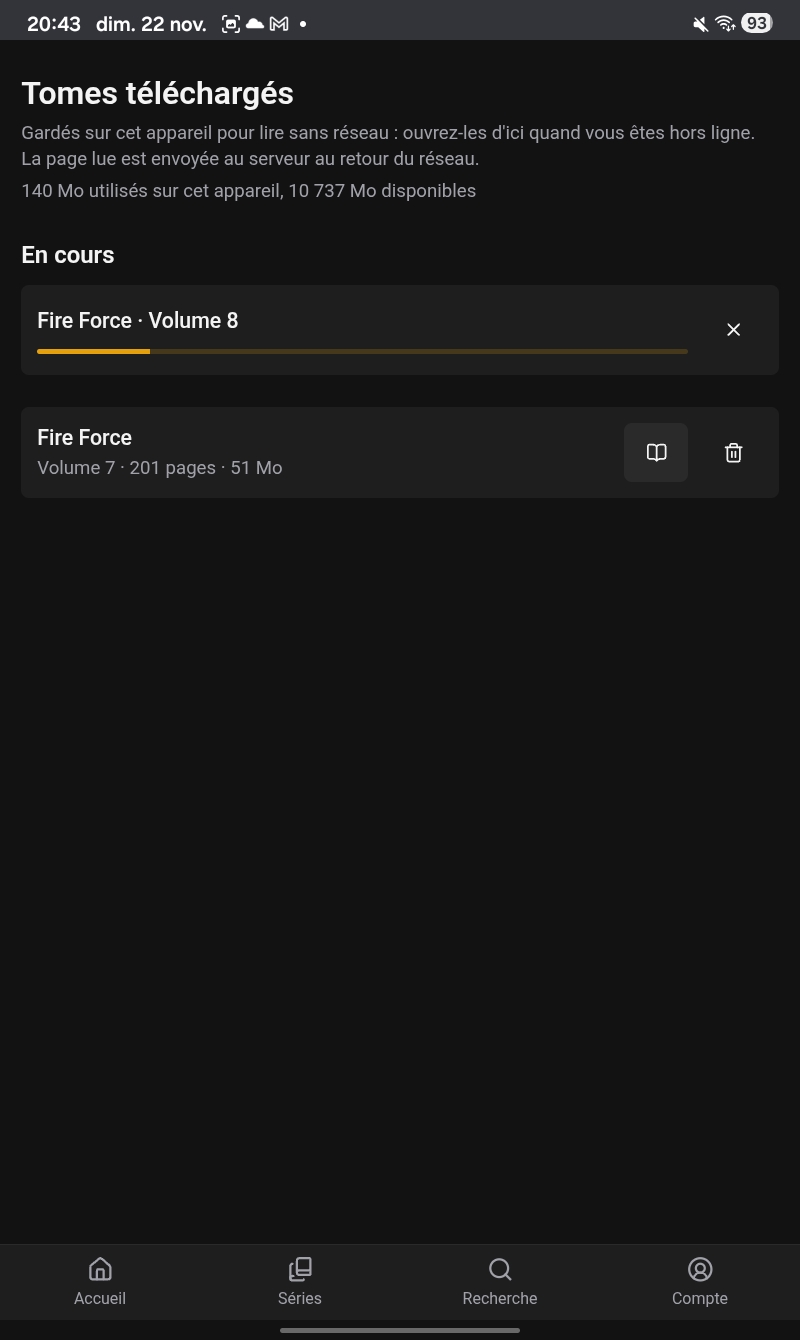 20:43 dim. 22 nov.
93
Tomes téléchargés
Gardés sur cet appareil pour lire sans réseau : ouvrez-les d'ici quand vous êtes hors ligne.
La page lue est envoyée au serveur au retour du réseau.
140 Mo utilisés sur cet appareil, 10 737 Mo disponibles
En cours
Fire Force · Volume 8
Fire Force
Volume 7 · 201 pages · 51 Mo
Accueil
Séries
Recherche
Compte